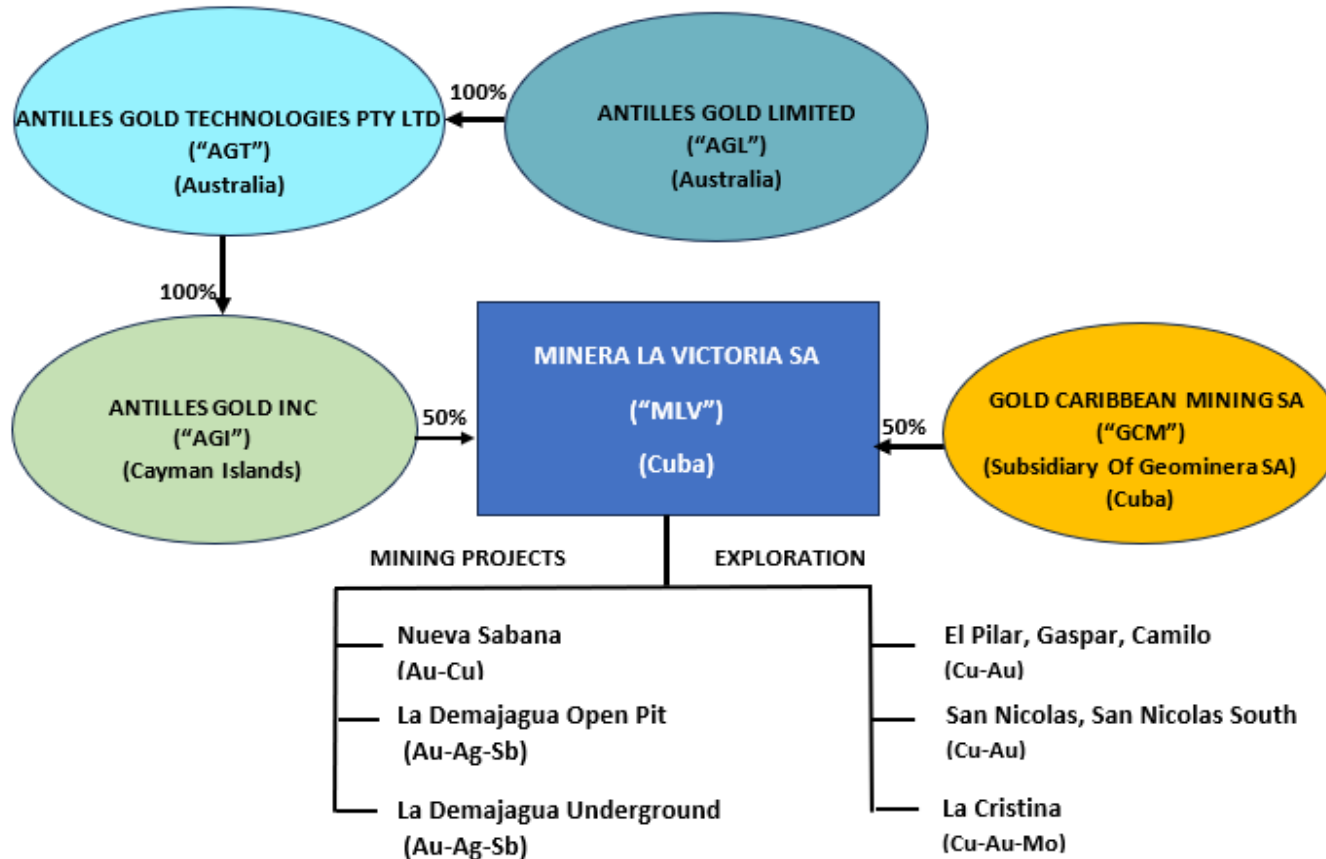 ANTILLES GOLD TECHNOLOGIES PTY LTD
(“AGT”)
(Australia)
100%
ANTILLES GOLD LIMITED
(“AGL”)
(Australia)
100%
ANTILLES GOLD INC
(“AGI”)
(Cayman Islands)
50%
MINERA LA VICTORIA SA
(“MLV”)
(Cuba)
50%
GOLD CARIBBEAN MINING SA
(“GCM”)
(Subsidiary Of Geominera SA)
(Cuba)
MINING PROJECTS
Nueva Sabana
(Au-Cu)
La Demajagua Open Pit
(Au-Ag-Sb)
La Demajagua Underground
(Au-Ag-Sb)
EXPLORATION
El Pilar, Gaspar, Camilo
(Cu-Au)
San Nicolas, San Nicolas South
(Cu-Au)
La Cristina
(Cu-Au-Mo)